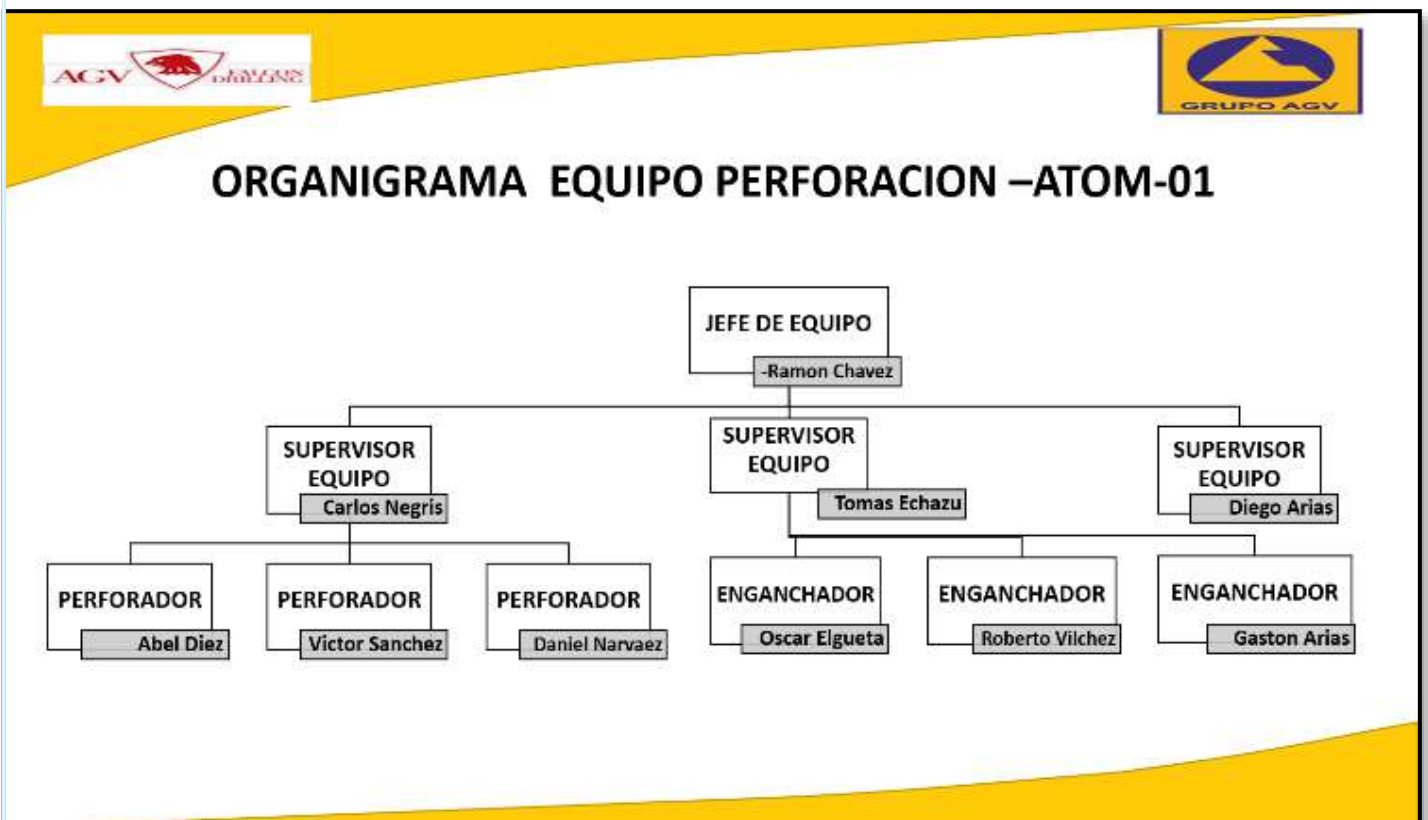 AGV FALCON
DRILLING
GRUPO AGV
ORGANIGRAMA EQUIPO PERFORACION –ATOM-01
JEFE DE EQUIPO
-Ramon Chavez
SUPERVISOR
EQUIPO
Carlos Negris
SUPERVISOR
EQUIPO
Tomas Echazu
SUPERVISOR
EQUIPO
Diego Arias
PERFORADOR
Abel Diez
PERFORADOR
Victor Sanchez
PERFORADOR
Daniel Narvaez
ENGANCHADOR
Oscar Elgueta
ENGANCHADOR
Roberto Vilchez
ENGANCHADOR
Gaston Arias